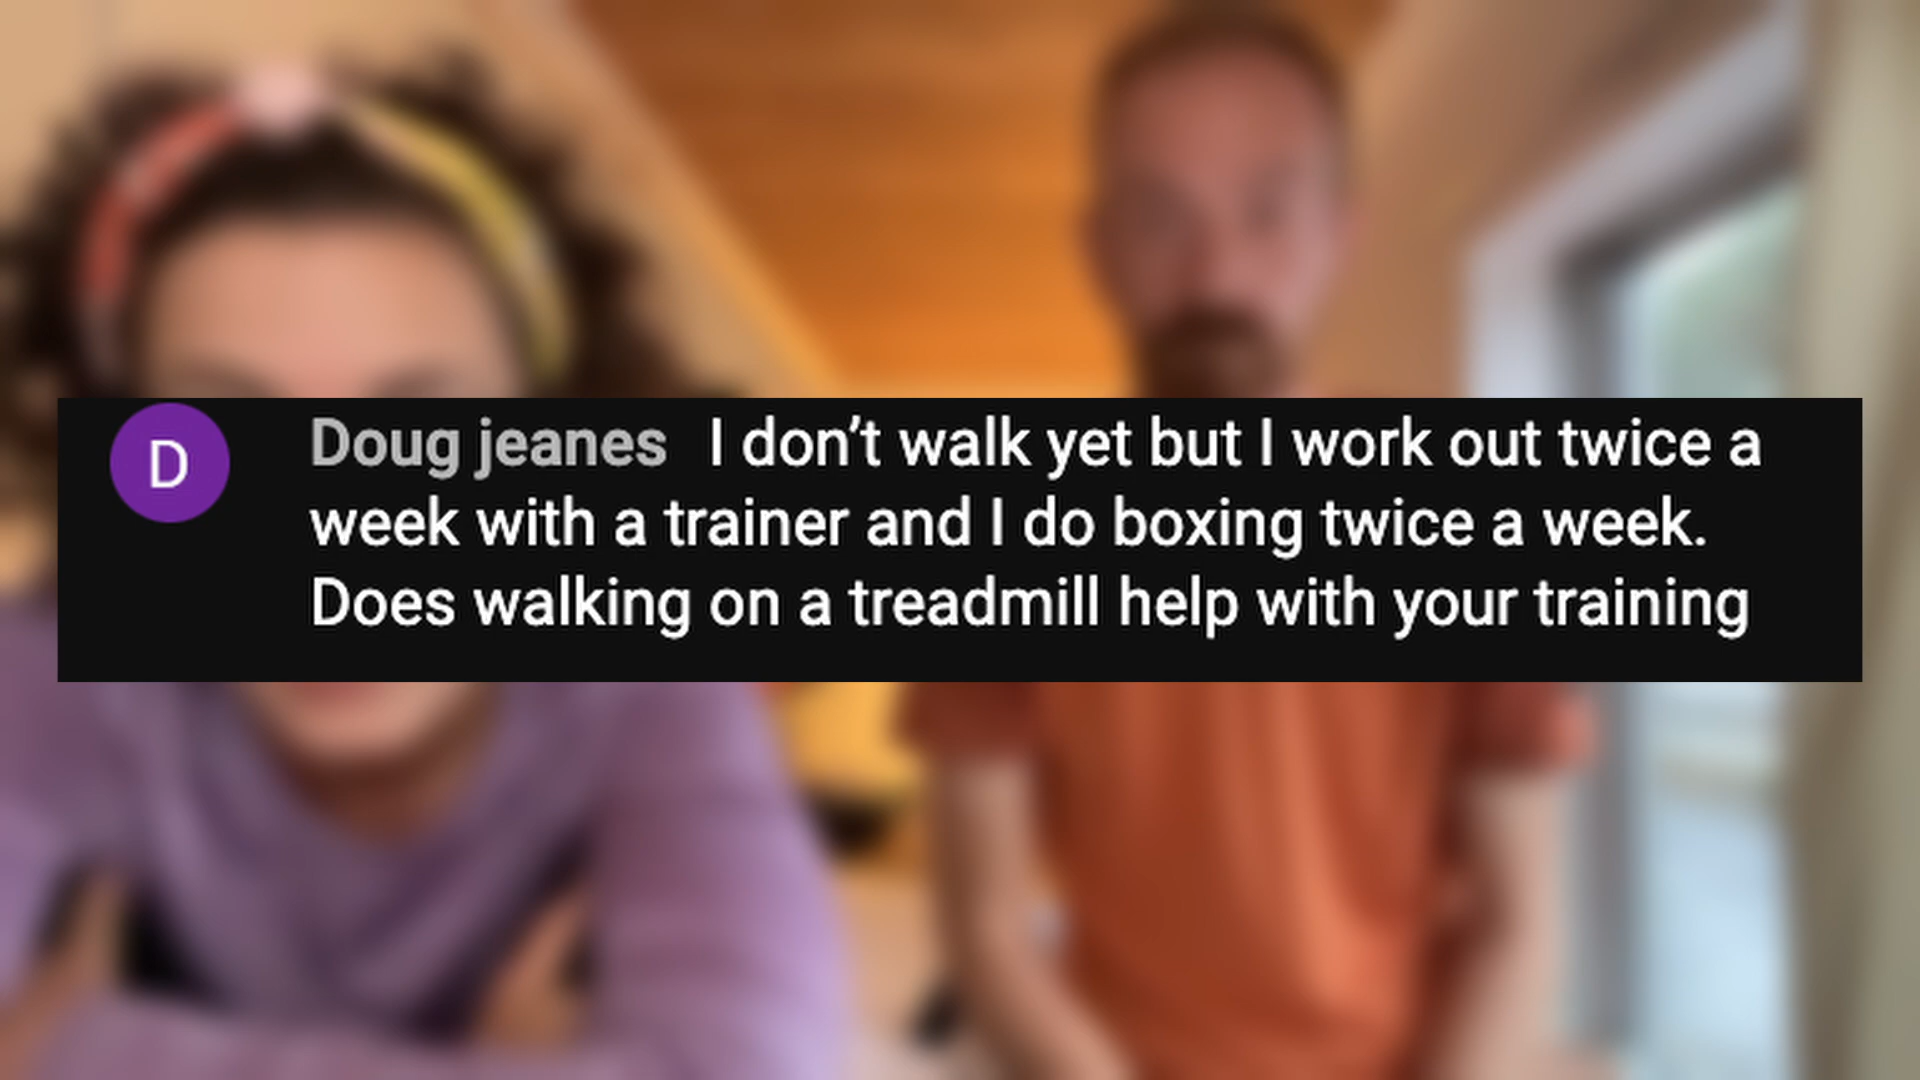 D
Doug jeanes I don’t walk yet but I work out twice a
week with a trainer and I do boxing twice a week.
Does walking on a treadmill help with your training